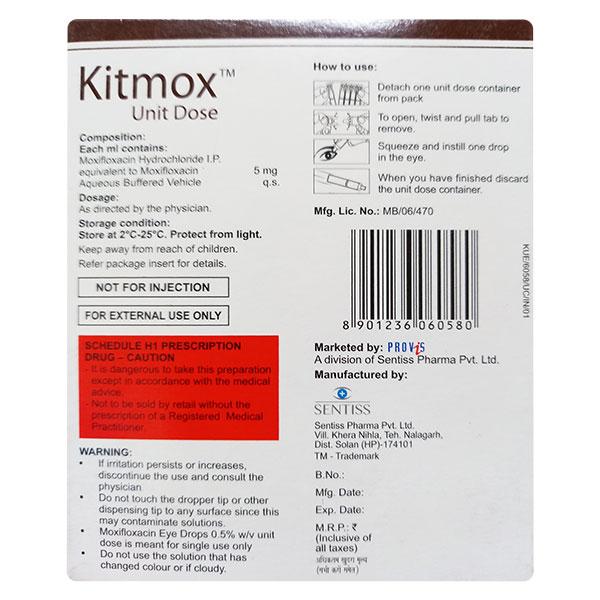 Kitmox™
Unit Dose
Composition:
Each ml contains:
Moxifloxacin Hydrochloride I.P.
equivalent to Moxifloxacin 5 mg
Aqueous Buffered Vehicle q.s.
Dosage:
As directed by the physician.
Storage condition:
Store at 2°C-25°C. Protect from light.
Keep away from reach of children.
Refer package insert for details.
NOT FOR INJECTION
FOR EXTERNAL USE ONLY
SCHEDULE H1 PRESCRIPTION
DRUG – CAUTION
- It is dangerous to take this preparation
except in accordance with the medical
advice.
- Not to be sold by retail without the
prescription of a Registered Medical
Practitioner.
WARNING:
• If irritation persists or increases,
discontinue the use and consult the
physician
• Do not touch the dropper tip or other
dispensing tip to any surface since this
may contaminate solutions.
• Moxifloxacin Eye Drops 0.5% w/v unit
dose is meant for single use only
• Do not use the solution that has
changed colour or if cloudy.
How to use:
Detach one unit dose container
from pack
To open, twist and pull tab to
remove.
Squeeze and instill one drop
in the eye.
When you have finished discard
the unit dose container.
Mfg. Lic. No.: MB/06/470
8 901236 060580
KUE/6058/UC/IN/01
Marketed by: PROViS
A division of Sentiss Pharma Pvt. Ltd.
Manufactured by:
SENTISS
Sentiss Pharma Pvt. Ltd.
Vill. Khera Nihla, Teh. Nalagarh,
Dist. Solan (HP)-174101
TM - Trademark
B.No.:
Mfg. Date:
Exp. Date:
M.R.P.: ₹
(Inclusive of
all taxes)
अधिकतम खुदरा मूल्य
(सभी करों समेत)